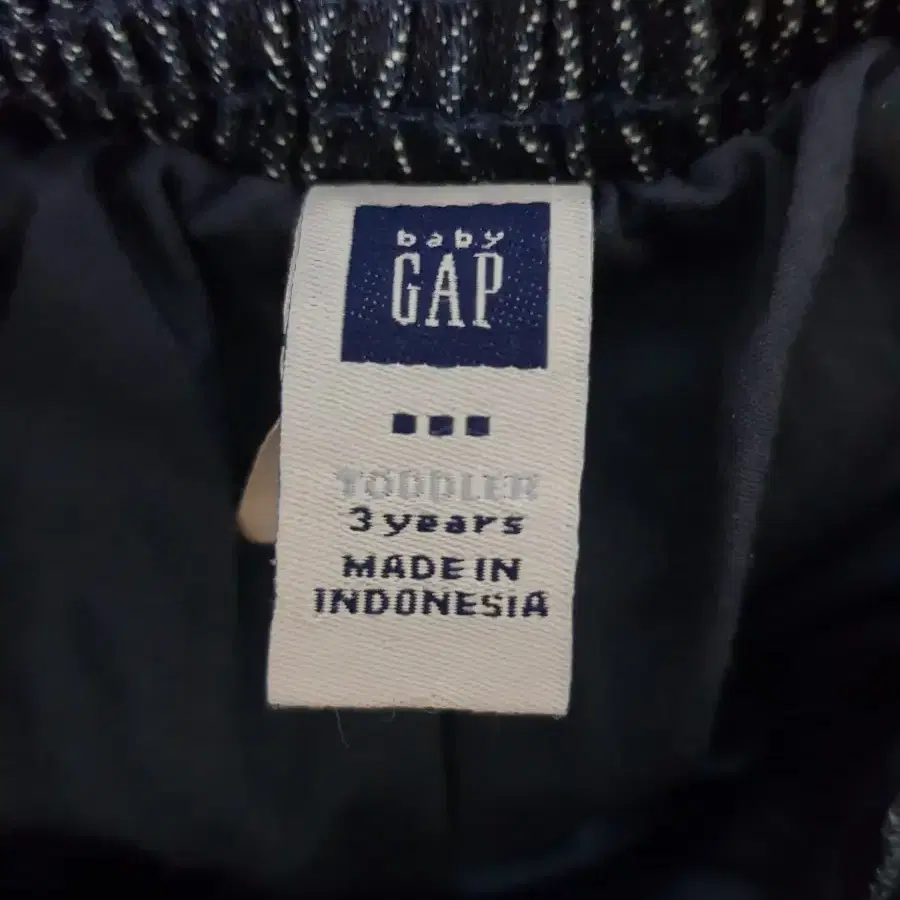 baby
GAP
TODDLER
3 years
MADE IN
INDONESIA